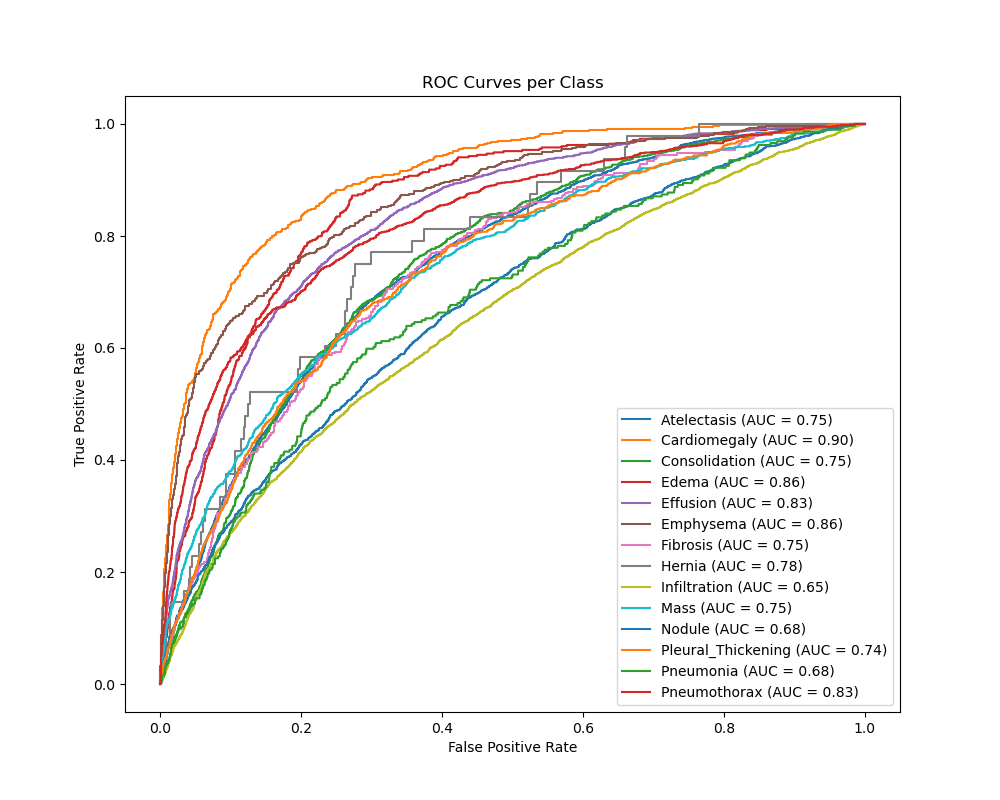 ROC Curves per Class
True Positive Rate
1.0
0.8
0.6
0.4
0.2
0.0
Atelectasis (AUC = 0.75)
Cardiomegaly (AUC = 0.90)
Consolidation (AUC = 0.75)
Edema (AUC = 0.86)
Effusion (AUC = 0.83)
Emphysema (AUC = 0.86)
Fibrosis (AUC = 0.75)
Hernia (AUC = 0.78)
Infiltration (AUC = 0.65)
Mass (AUC = 0.75)
Nodule (AUC = 0.68)
Pleural_Thickening (AUC = 0.74)
Pneumonia (AUC = 0.68)
Pneumothorax (AUC = 0.83)
0.0 0.2 0.4 0.6 0.8 1.0
False Positive Rate